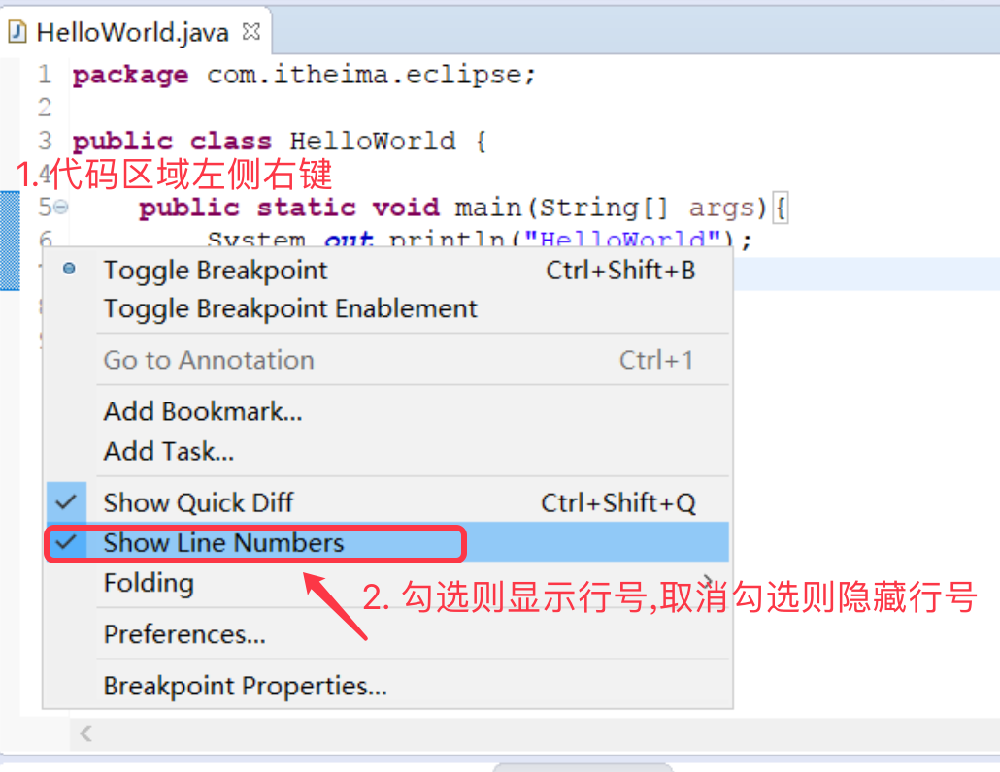 HelloWorld.java
1 package com.itheima.eclipse;
2
3 public class HelloWorld {
4
1.代码区域左侧右键
5 public static void main(String[] args){
6 System.out.println("HelloWorld");
Toggle Breakpoint Ctrl+Shift+B
Toggle Breakpoint Enablement
Go to Annotation Ctrl+1
Add Bookmark...
Add Task...
Show Quick Diff Ctrl+Shift+Q
Show Line Numbers
Folding
2. 勾选则显示行号,取消勾选则隐藏行号
Preferences...
Breakpoint Properties...